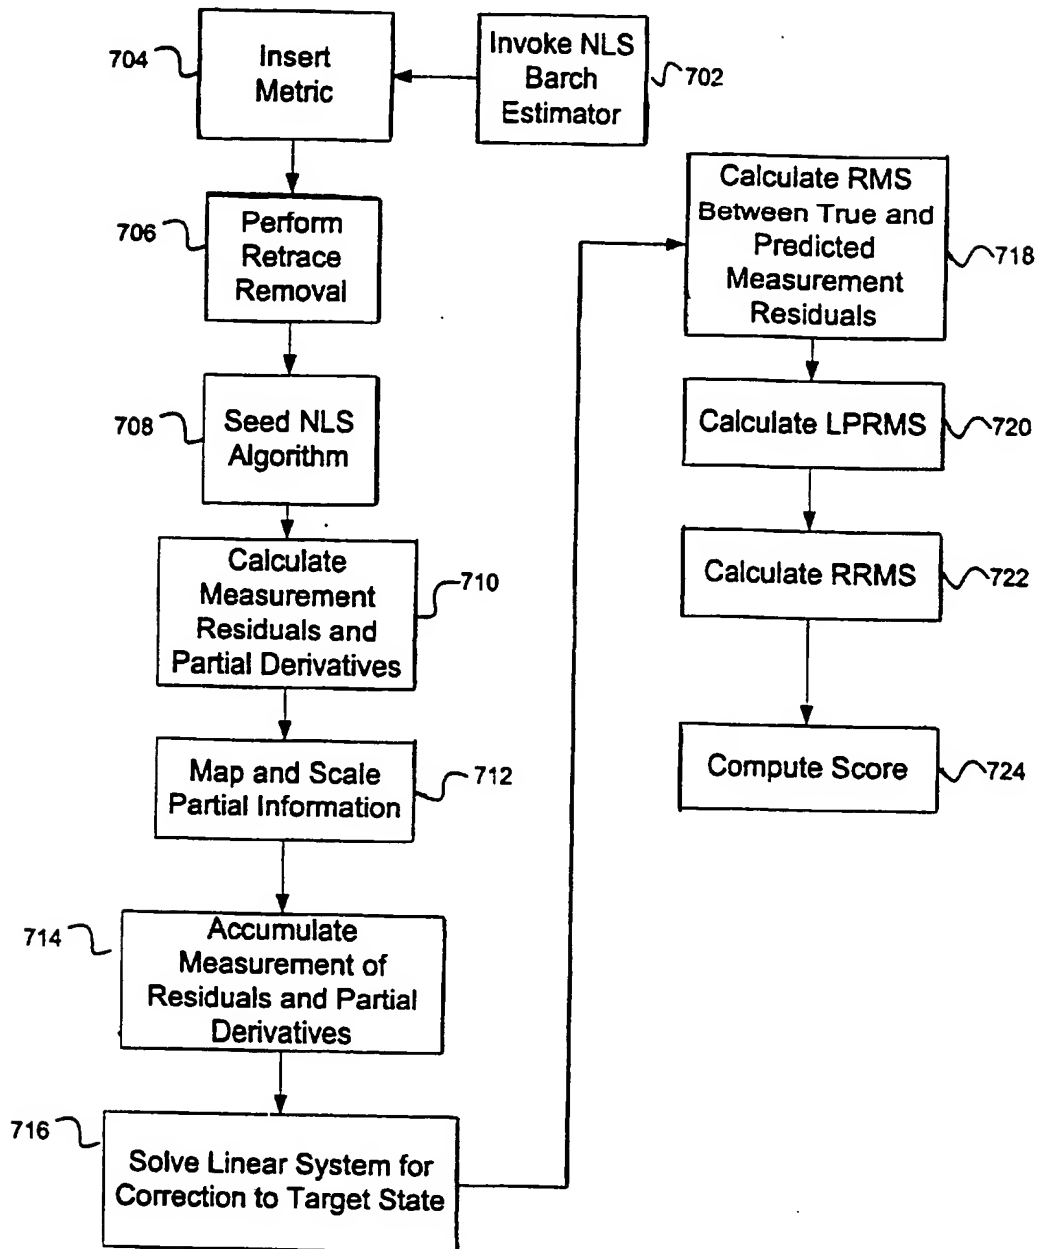 Invoke NLS
Barch
Estimator
702
704
Insert
Metric
706
Perform
Retrace
Removal
708
Seed NLS
Algorithm
Calculate
Measurement
Residuals and
Partial Derivatives
710
Map and Scale
Partial Information
712
714
Accumulate
Measurement of
Residuals and Partial
Derivatives
716
Solve Linear System for
Correction to Target State
Calculate RMS
Between True and
Predicted
Measurement
Residuals
718
Calculate LPRMS
720
Calculate RRMS
722
Compute Score
724